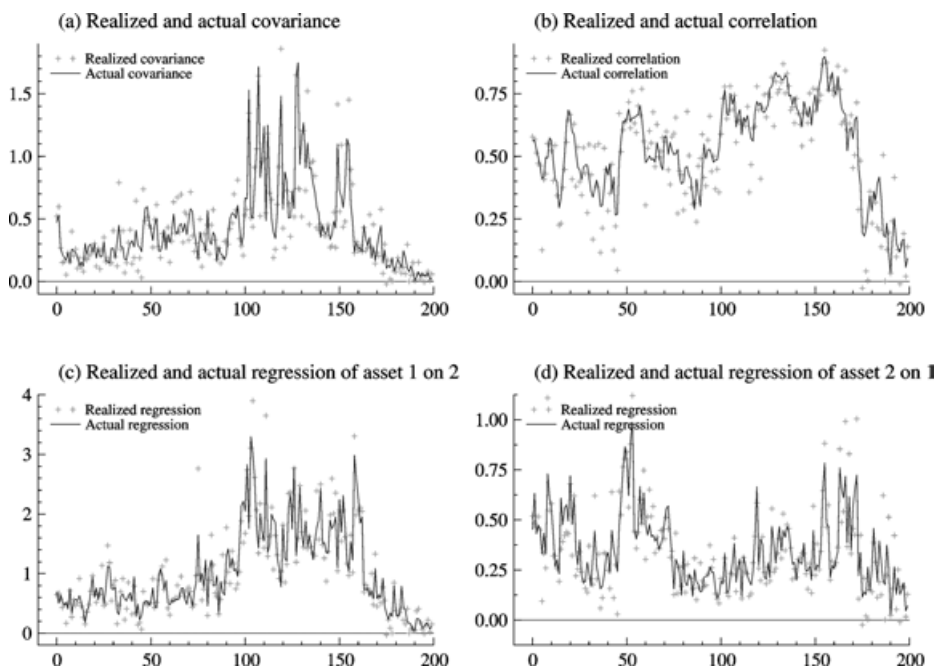 (a) Realized and actual covariance
Realized covariance
Actual covariance
1.5
1.0
0.5
0.0
0 50 100 150 200
(b) Realized and actual correlation
Realized correlation
Actual correlation
0.75
0.50
0.25
0.00
0 50 100 150 200
(c) Realized and actual regression of asset 1 on 2
4
Realized regression
Actual regression
3
2
1
0
0 50 100 150 200
(d) Realized and actual regression of asset 2 on 1
1.00
Realized regression
Actual regression
0.75
0.50
0.25
0.00
0 50 100 150 200